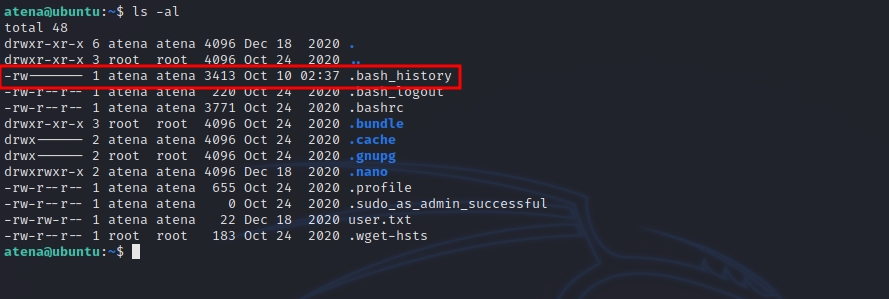 atena@ubuntu:~$ ls -al
total 48
drwxr-xr-x 6 atena atena 4096 Dec 18  2020 .
drwxr-xr-x 3 root  root  4096 Oct 24  2020 ..
-rw------- 1 atena atena 3413 Oct 10 02:37 .bash_history
-rw-r--r-- 1 atena atena  220 Oct 24  2020 .bash_logout
-rw-r--r-- 1 atena atena 3771 Oct 24  2020 .bashrc
drwxr-xr-x 3 root  root  4096 Oct 24  2020 .bundle
drwx------ 2 atena atena 4096 Oct 24  2020 .cache
drwx------ 2 root  root  4096 Oct 24  2020 .gnupg
drwxrwxr-x 2 atena atena 4096 Dec 18  2020 .nano
-rw-r--r-- 1 atena atena  655 Oct 24  2020 .profile
-rw-r--r-- 1 atena atena    0 Oct 24  2020 .sudo_as_admin_successful
-rw-rw-r-- 1 atena atena   22 Dec 18  2020 user.txt
-rw-r--r-- 1 root  root   183 Oct 24  2020 .wget-hsts
atena@ubuntu:~$